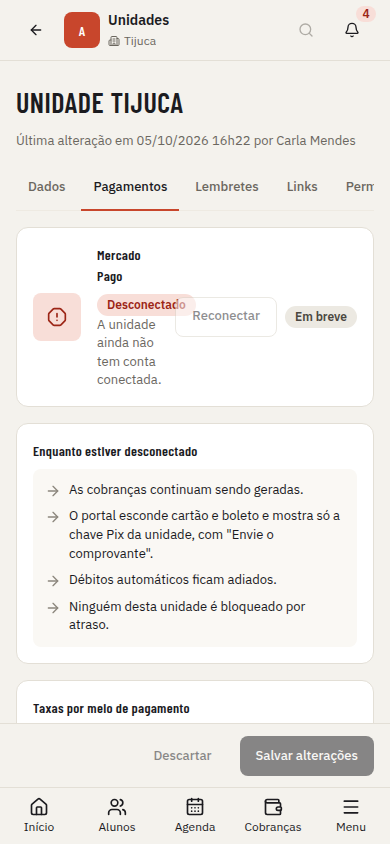 A
Unidades
Tijuca
4
UNIDADE TIJUCA
Última alteração em 05/10/2026 16h22 por Carla Mendes
Dados
Pagamentos
Lembretes
Links
Perm
Mercado
Pago
Desconectado
A unidade
ainda não
tem conta
conectada.
Reconectar
Em breve
Enquanto estiver desconectado
As cobranças continuam sendo geradas.
O portal esconde cartão e boleto e mostra só a
chave Pix da unidade, com "Envie o
comprovante".
Débitos automáticos ficam adiados.
Ninguém desta unidade é bloqueado por
atraso.
Taxas por meio de pagamento
Descartar
Salvar alterações
Início
Alunos
Agenda
Cobranças
Menu